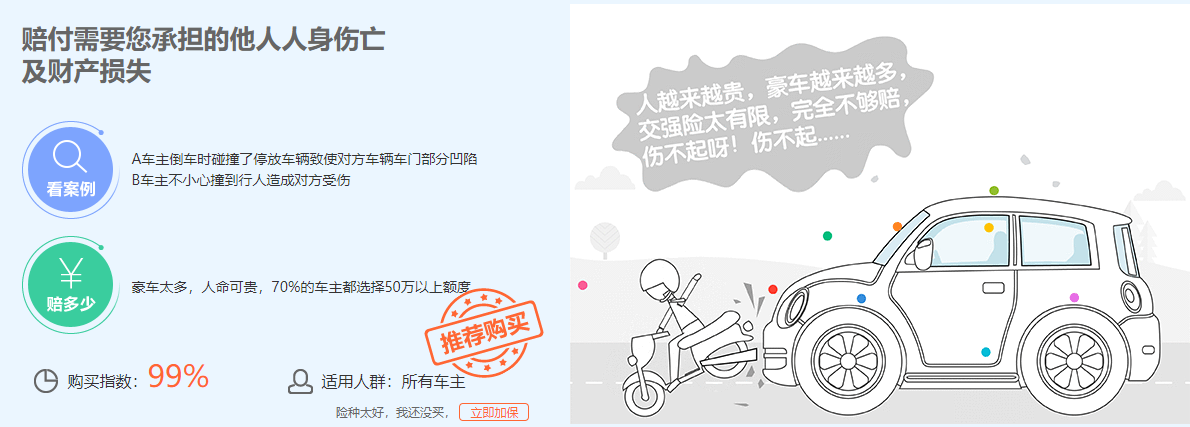 赔付需要您承担的他人人身伤亡
及财产损失
看案例
A车主倒车时碰撞了停放车辆致使对方车辆车门部分凹陷
B车主不小心撞到行人造成对方受伤
¥
赔多少
豪车太多，人命可贵，70%的车主都选择50万以上额度
推荐购买
购买指数：99%
适用人群：所有车主
险种太好，我还没买，
立即加保
人越来越贵，豪车越来越多，
交强险太有限，完全不够赔，
伤不起呀！伤不起......